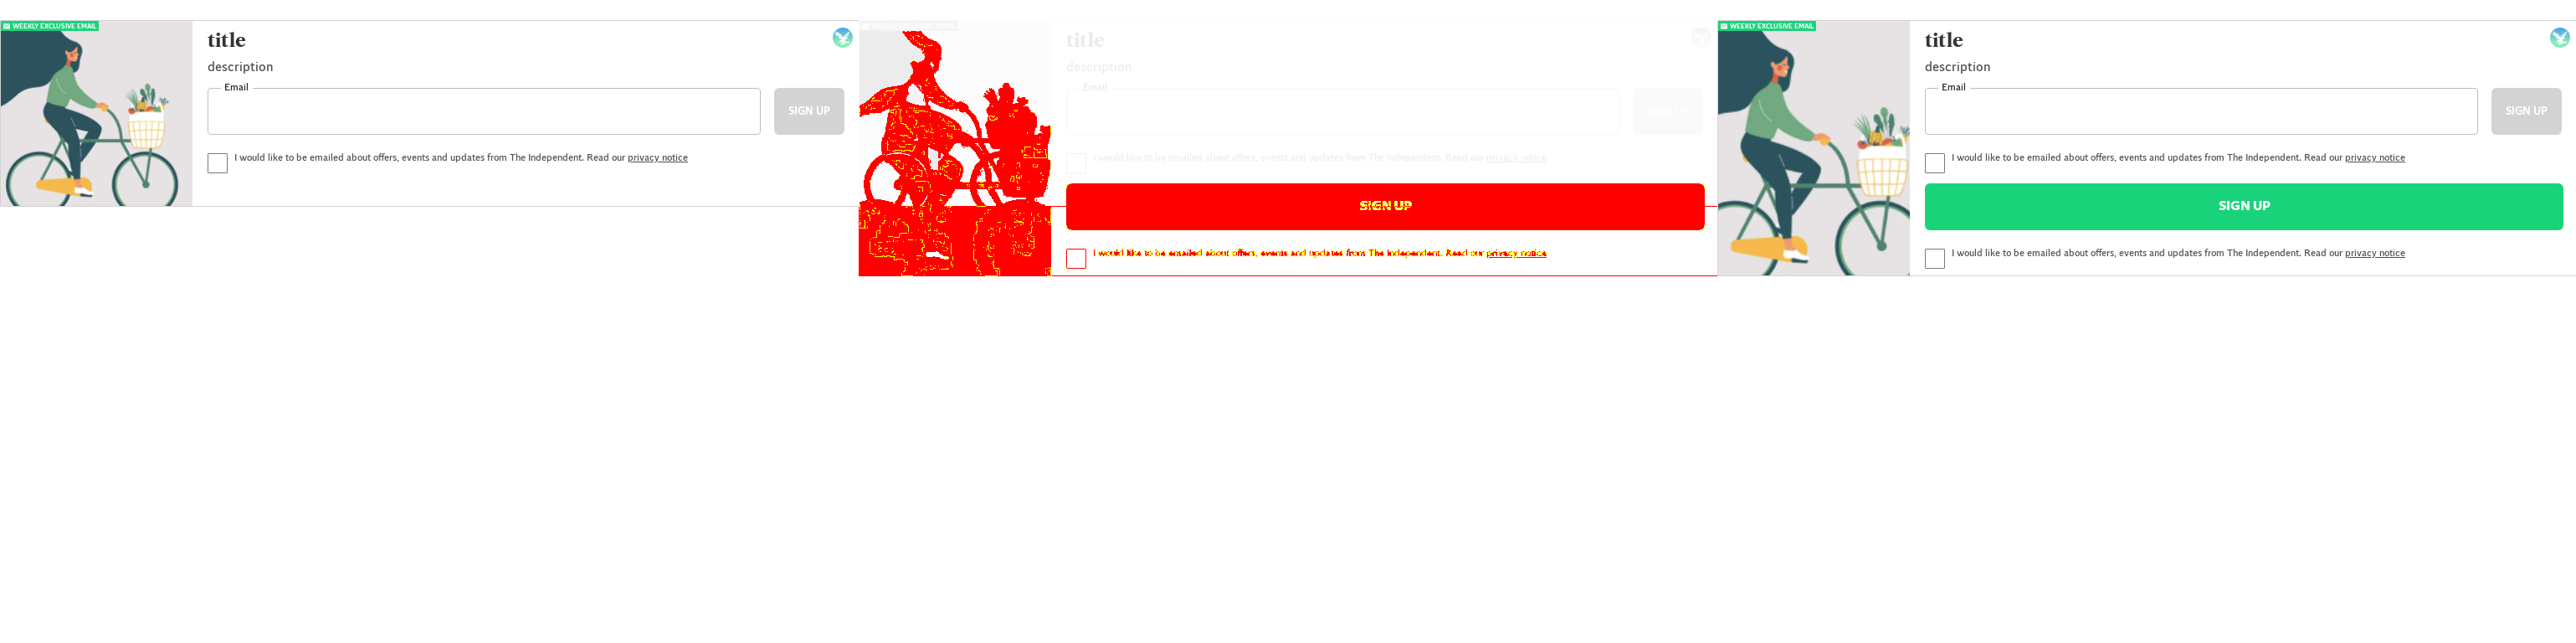 WEEKLY EXCLUSIVE EMAIL
title
description
Email
SIGN UP
I would like to be emailed about offers, events and updates from The Independent. Read our privacy notice
title
description
Email
I would like to be emailed about offers, events and updates from The Independent. Read our privacy notice
SIGN UP
I would like to be emailed about offers, events and updates from The Independent. Read our privacy notice
WEEKLY EXCLUSIVE EMAIL
title
description
Email
SIGN UP
I would like to be emailed about offers, events and updates from The Independent. Read our privacy notice
SIGN UP
I would like to be emailed about offers, events and updates from The Independent. Read our privacy notice